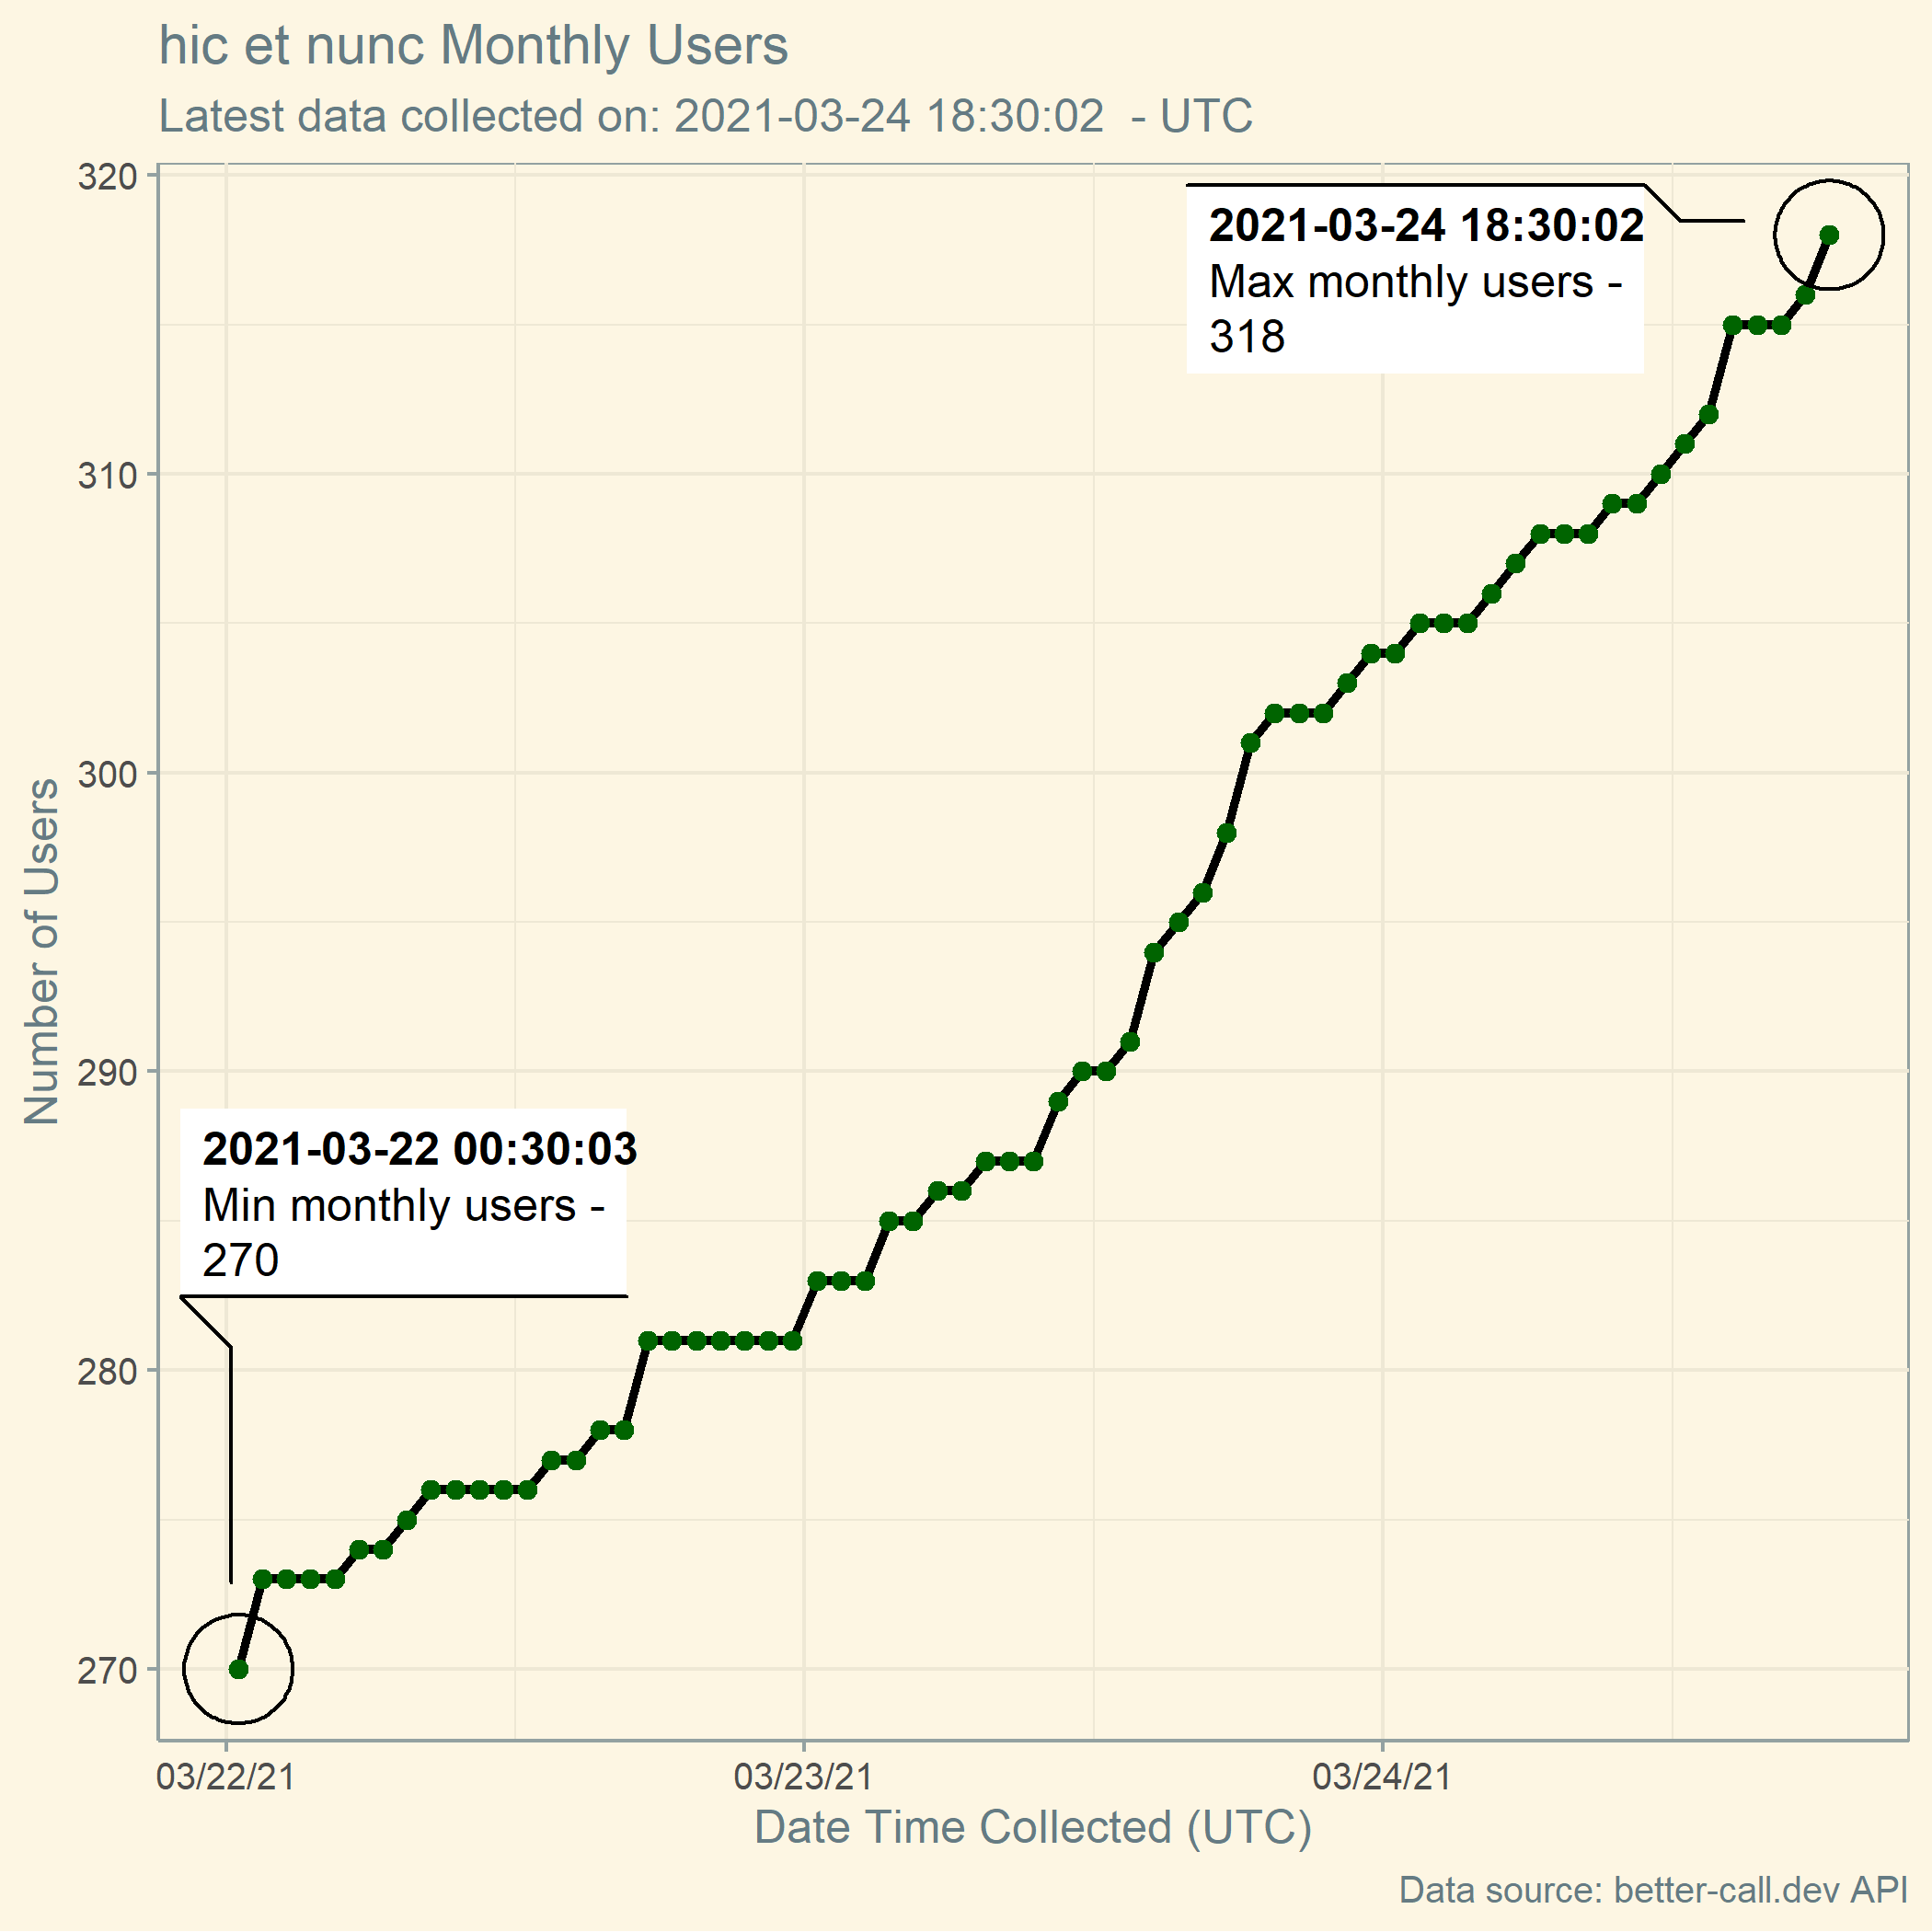 hic et nunc Monthly Users
Latest data collected on: 2021-03-24 18:30:02  - UTC
320
310
300
290
280
270
Number of Users
2021-03-24 18:30:02
Max monthly users -
318
2021-03-22 00:30:03
Min monthly users -
270
03/22/21
03/23/21
03/24/21
Date Time Collected (UTC)
Data source: better-call.dev API